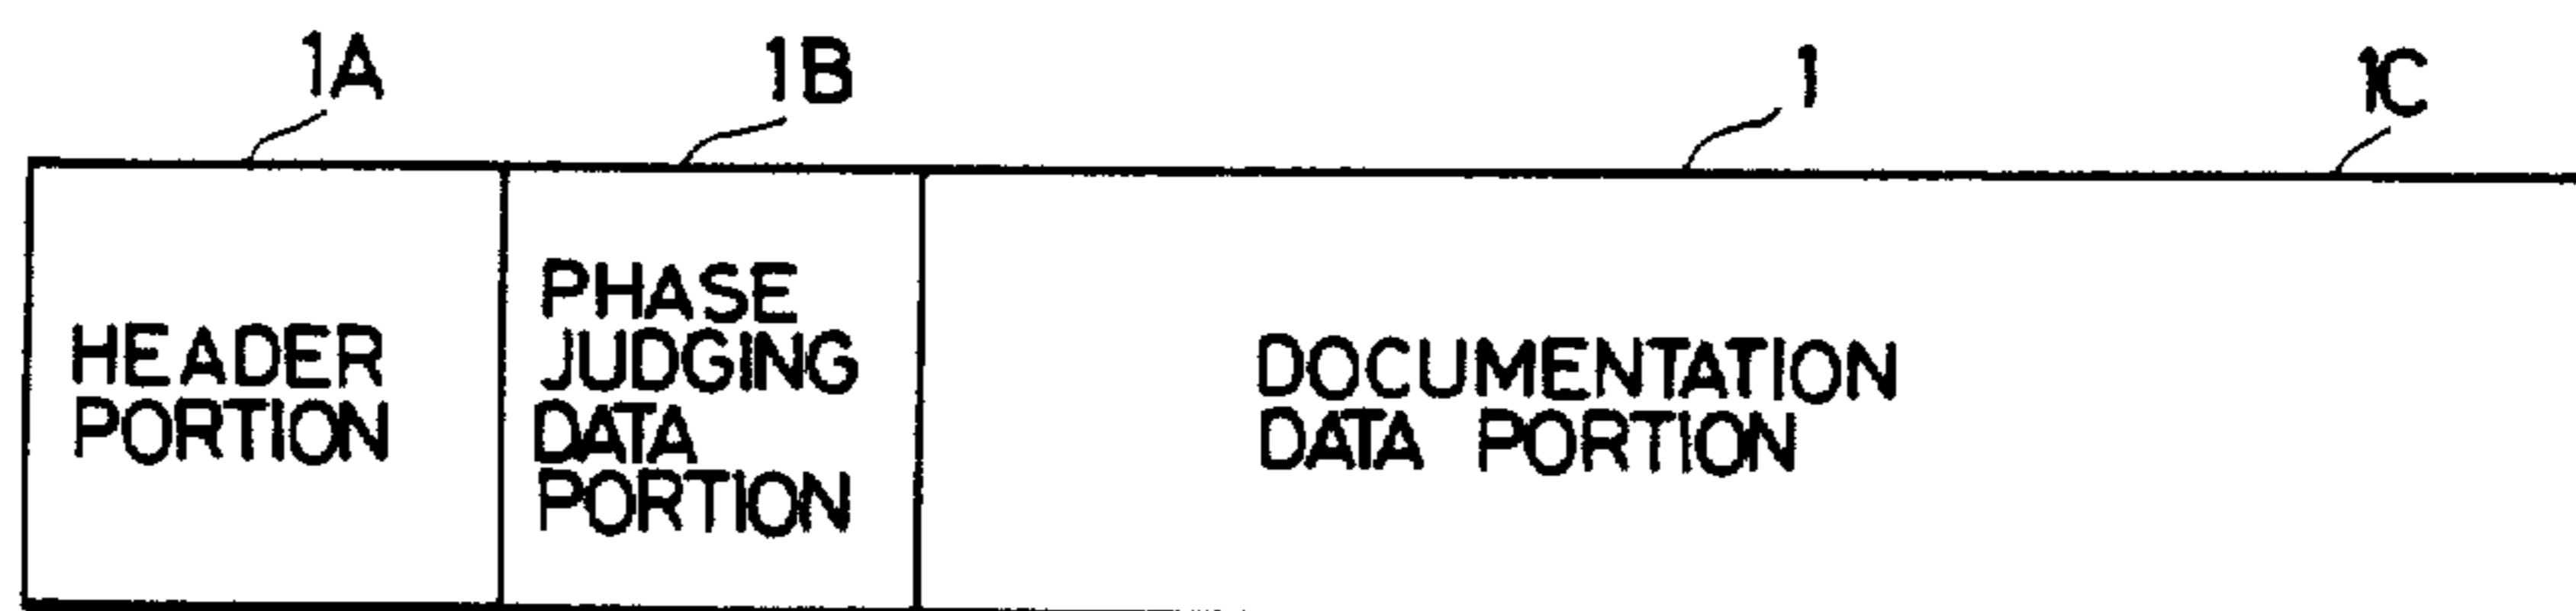 1A
1B
1
1C
HEADER
PORTION
PHASE
JUDGING
DATA
PORTION
DOCUMENTATION
DATA PORTION